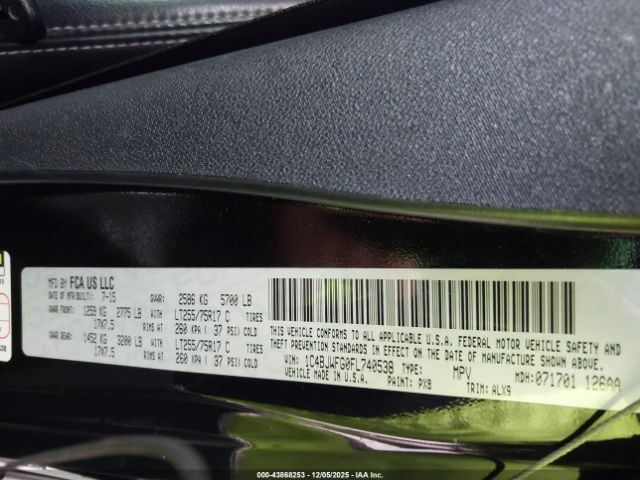 MFD BY FCA US LLC
DATE OF MFR/BUILT: 7-15 GVWR: 2586 KG 5700 LB
GAWR FRONT: 1259 KG 2775 LB WITH LT255/75R17 C TIRES
17X7.5 RIMS AT 260 KPA ( 37 PSI) COLD
GAWR REAR: 1452 KG 3200 LB WITH LT255/75R17 C TIRES
17X7.5 RIMS AT 260 KPA ( 37 PSI) COLD
THIS VEHICLE CONFORMS TO ALL APPLICABLE U.S.A. FEDERAL MOTOR VEHICLE SAFETY AND
THEFT PREVENTION STANDARDS IN EFFECT ON THE DATE OF MANUFACTURE SHOWN ABOVE.
VIN: 1C4BJWFG0FL740538 TYPE: MPV MDH: 071701 126AA
MADE IN U.S.A. PAINT: PX8 TRIM: ALX9
000-43868253 - 12/05/2025 - IAA Inc.